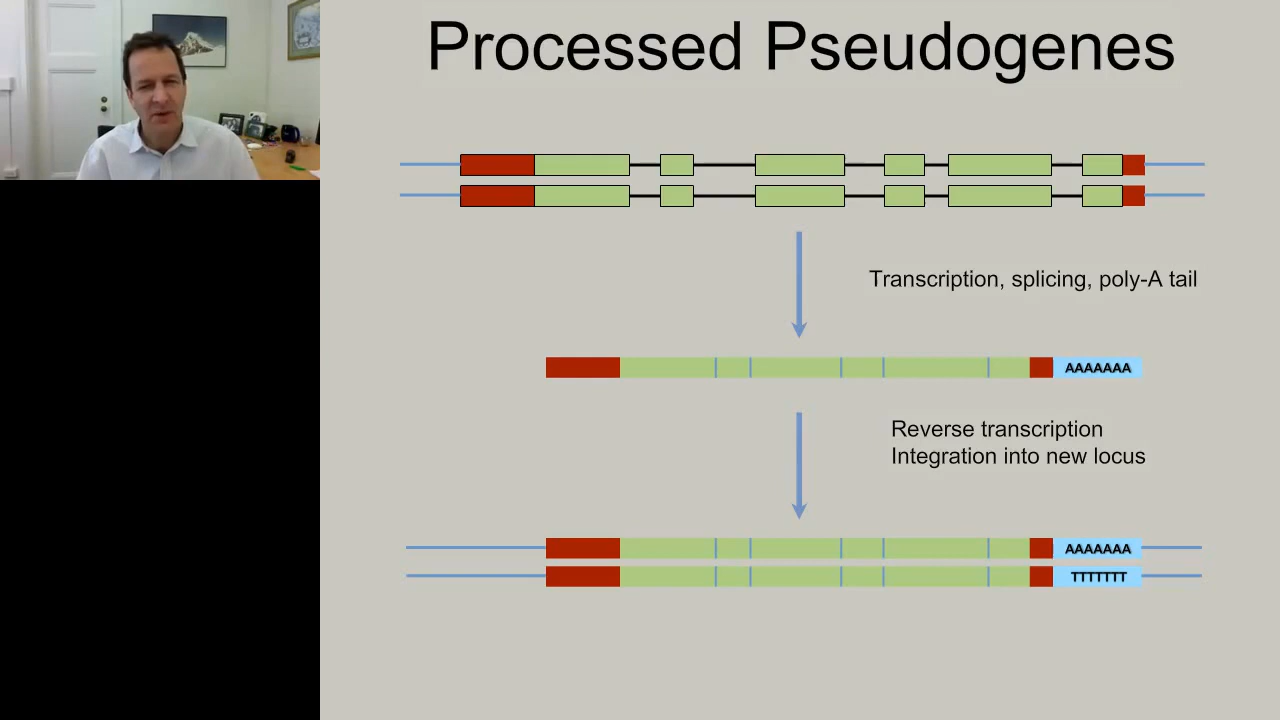 Processed Pseudogenes
Transcription, splicing, poly-A tail
AAAAAAA
Reverse transcription
Integration into new locus
AAAAAAA
TTTTTTT